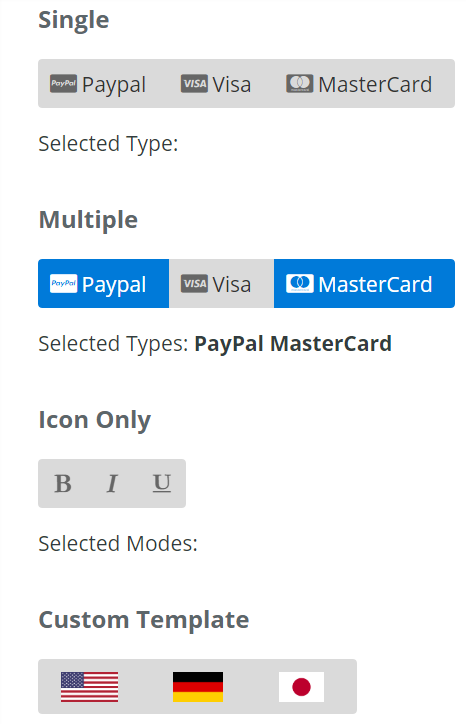 Single
PayPal Paypal VISA Visa MasterCard
Selected Type:
Multiple
PayPal Paypal VISA Visa MasterCard
Selected Types: PayPal MasterCard
Icon Only
B I U
Selected Modes:
Custom Template